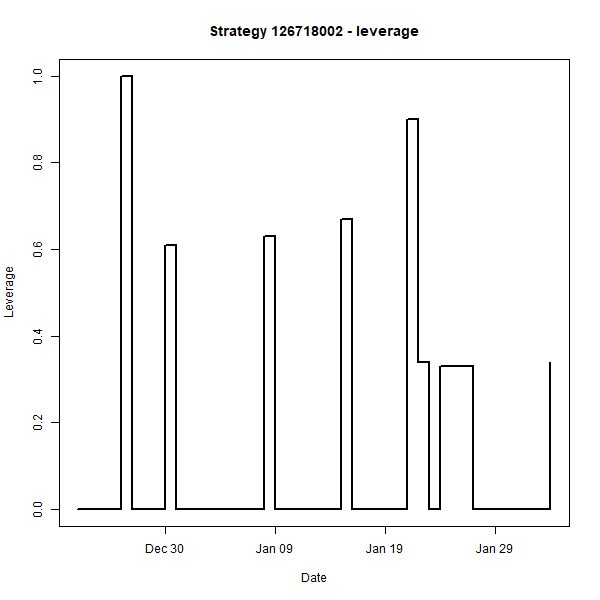 Strategy 126718002 - leverage
Leverage
1.0
0.8
0.6
0.4
0.2
0.0
Dec 30
Jan 09
Jan 19
Jan 29
Date